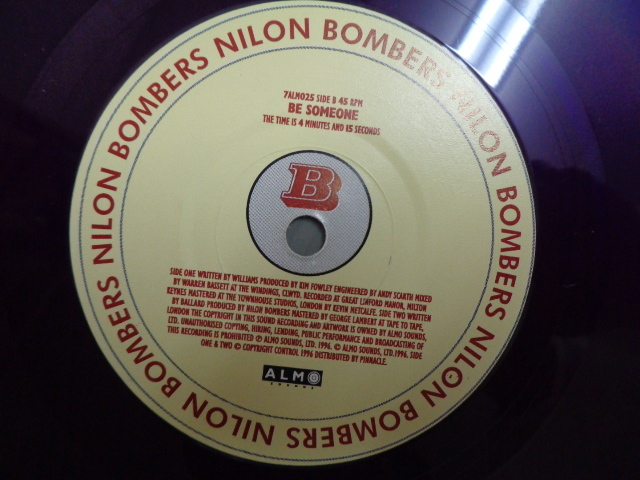 NILON BOMBERS NILON BOMBERS NILON BOMBERS NILON BOMBERS NILON BOMBERS
7ALMO25 SIDE B 45 RPM
BE SOMEONE
THE TIME IS 4 MINUTES AND 15 SECONDS
B
SIDE ONE WRITTEN BY WILLIAMS PRODUCED BY KIM FOWLEY ENGINEERED BY ANDY SCARTH MIXED
BY WARREN BASSETT AT THE WINDINGS, CLWYD. RECORDED AT GREAT LINFORD MANOR, MILTON
KEYNES MASTERED AT THE TOWNHOUSE STUDIOS, LONDON BY KEVIN METCALFE. SIDE TWO WRITTEN
BY BALLARD PRODUCED BY NILON BOMBERS MASTERED BY GEORGE LAMBERT AT TAPE TO TAPE,
LONDON THE COPYRIGHT IN THIS SOUND RECORDING AND ARTWORK IS OWNED BY ALMO SOUNDS,
LTD. UNAUTHORISED COPYING, HIRING, LENDING, PUBLIC PERFORMANCE AND BROADCASTING OF
THIS RECORDING IS PROHIBITED ℗ ALMO SOUNDS, LTD. 1996. © ALMO SOUNDS, LTD.1996. SIDE
ONE & TWO © COPYRIGHT CONTROL 1996 DISTRIBUTED BY PINNACLE.
ALMO
SOUNDS